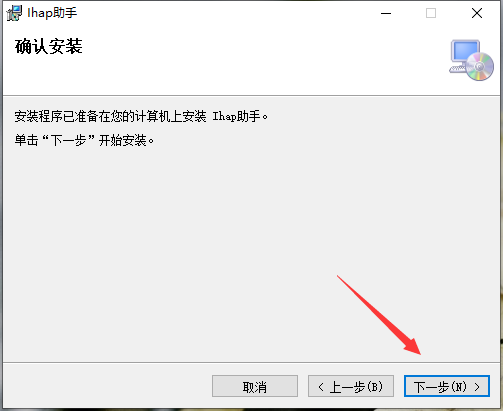 Ihap助手
确认安装
安装程序已准备在您的计算机上安装 Ihap助手。
单击“下一步”开始安装。
取消
< 上一步(B)
下一步(N) >